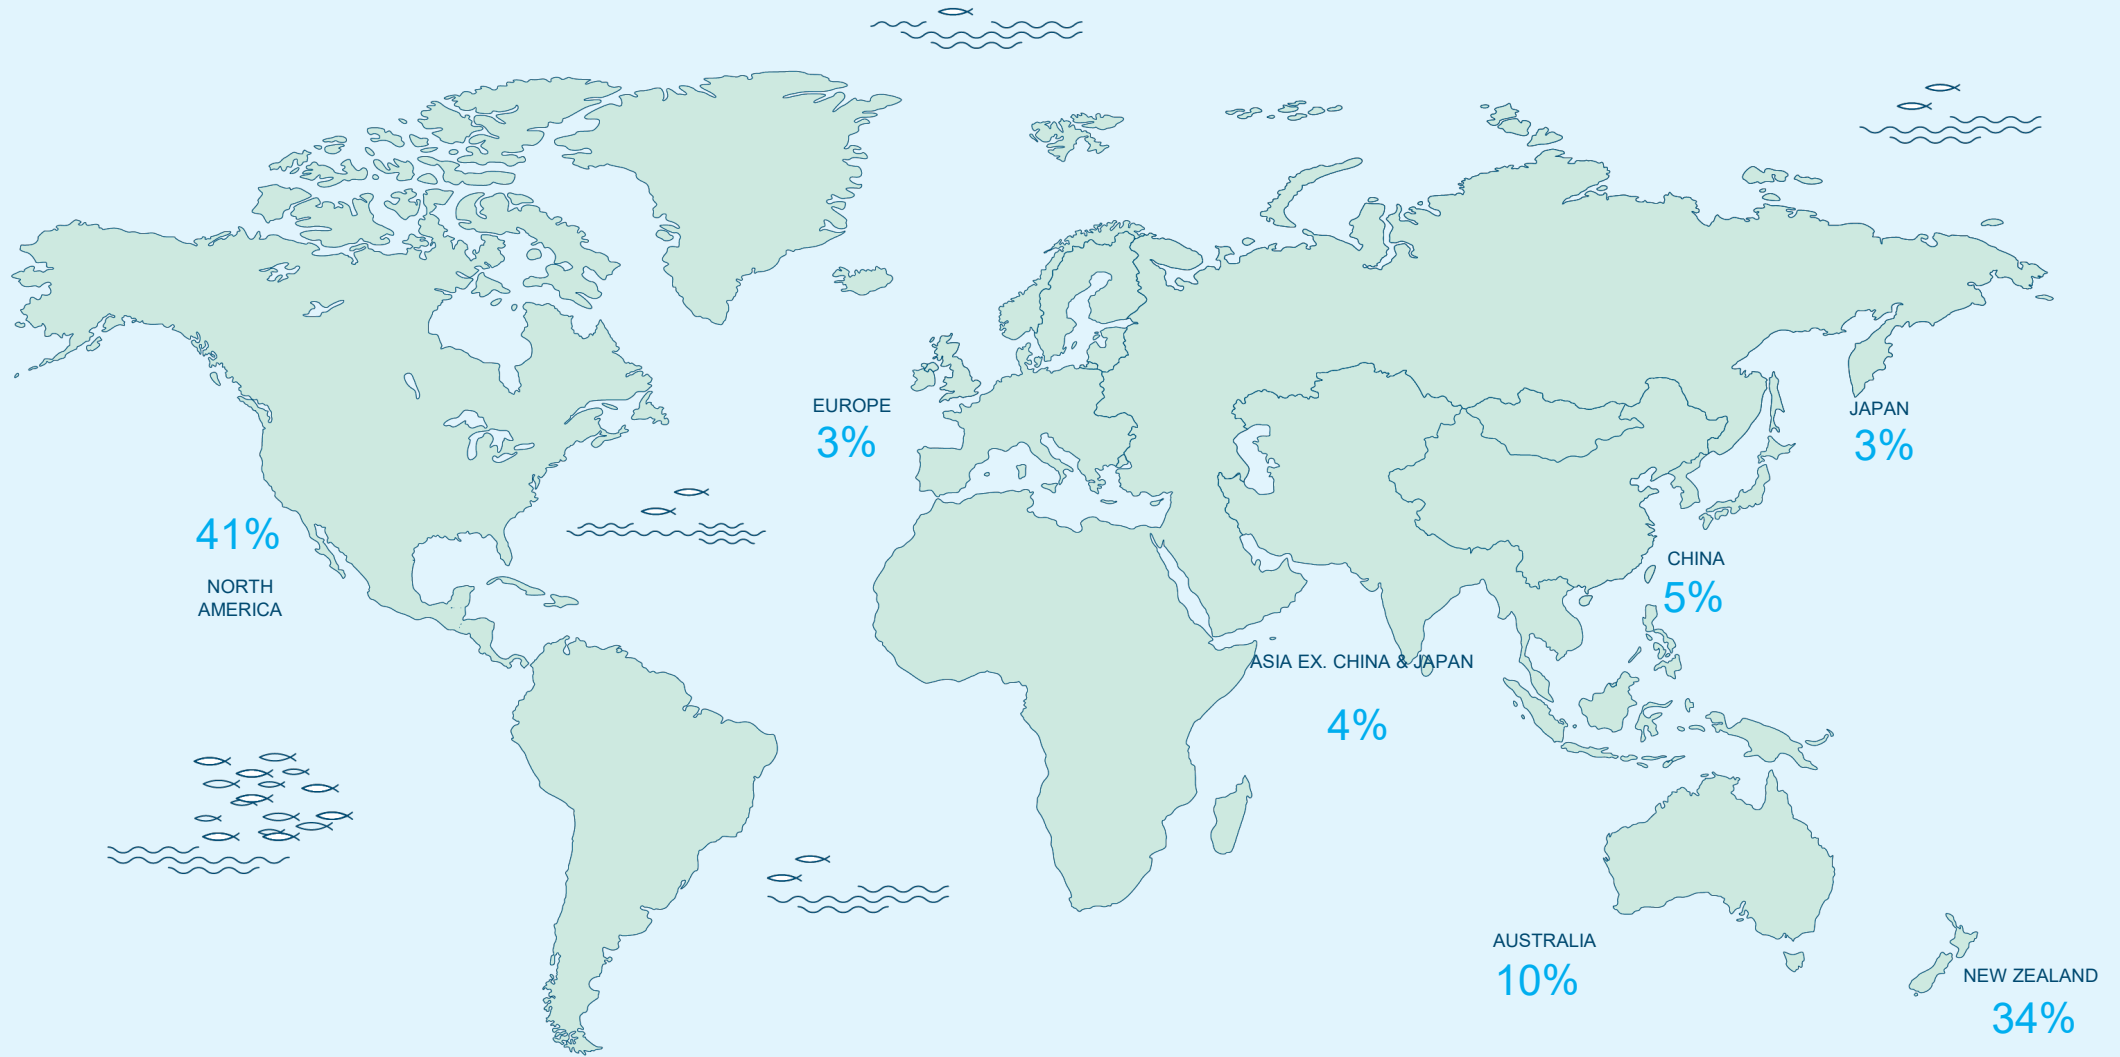 EUROPE
3%
JAPAN
3%
41%
NORTH
AMERICA
CHINA
5%
ASIA EX. CHINA & JAPAN
4%
AUSTRALIA
10%
NEW ZEALAND
34%